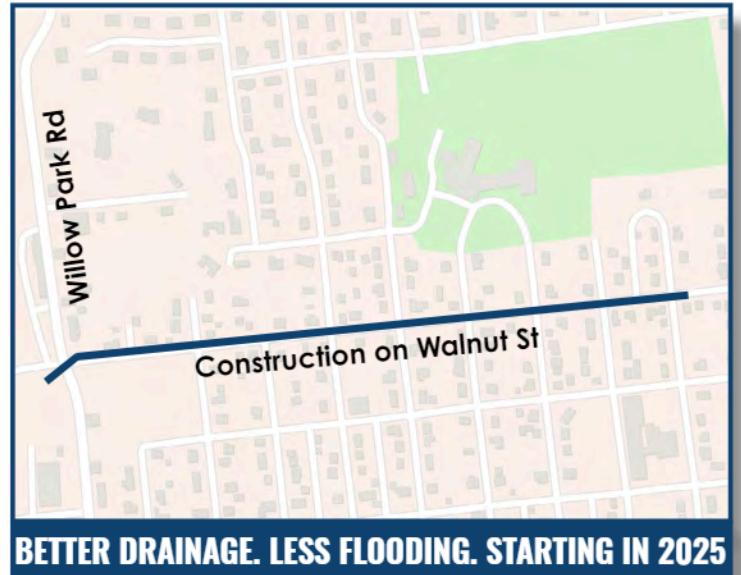 Willow Park Rd
Construction on Walnut St
BETTER DRAINAGE. LESS FLOODING. STARTING IN 2025